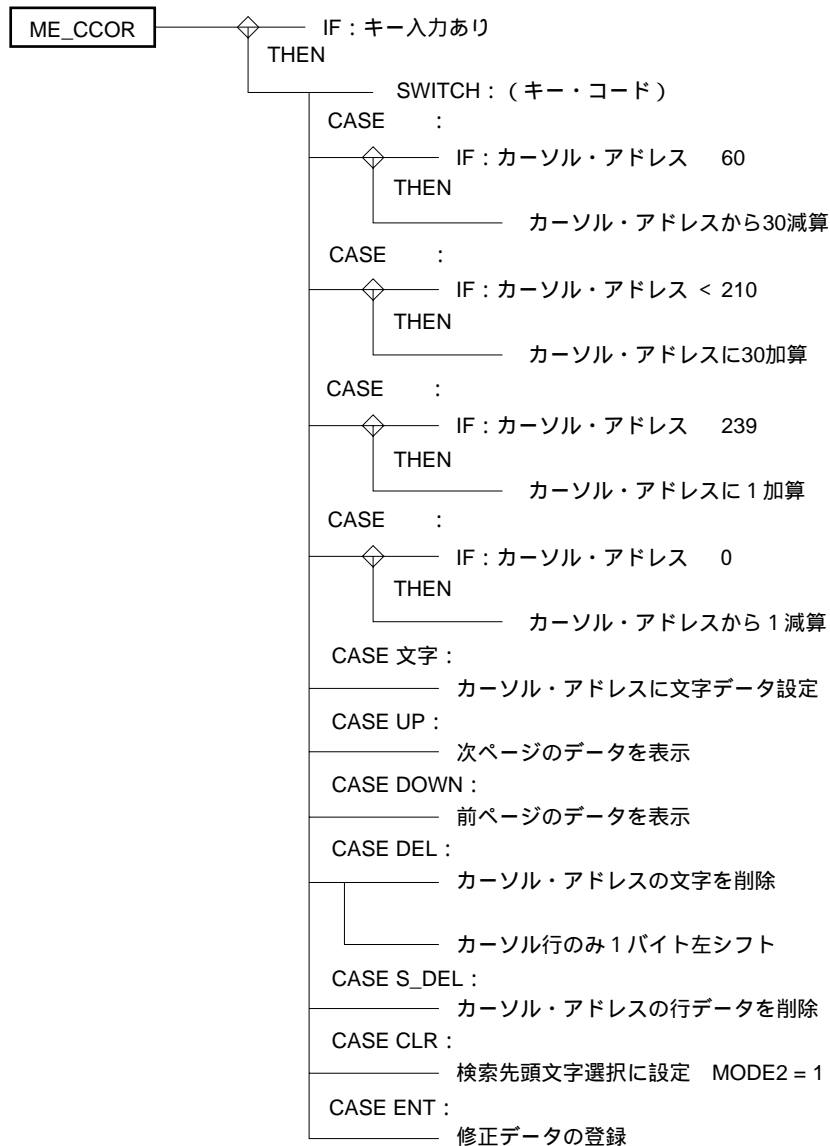 ME_CCOR
IF：キー入力あり
THEN
SWITCH：（キー・コード）
CASE ：
IF：カーソル・アドレス 60
THEN
カーソル・アドレスから30減算
CASE ：
IF：カーソル・アドレス < 210
THEN
カーソル・アドレスに30加算
CASE ：
IF：カーソル・アドレス 239
THEN
カーソル・アドレスに１加算
CASE ：
IF：カーソル・アドレス 0
THEN
カーソル・アドレスから１減算
CASE 文字：
カーソル・アドレスに文字データ設定
CASE UP：
次ページのデータを表示
CASE DOWN：
前ページのデータを表示
CASE DEL：
カーソル・アドレスの文字を削除
カーソル行のみ１バイト左シフト
CASE S_DEL：
カーソル・アドレスの行データを削除
CASE CLR：
検索先頭文字選択に設定 MODE2 = 1
CASE ENT：
修正データの登録